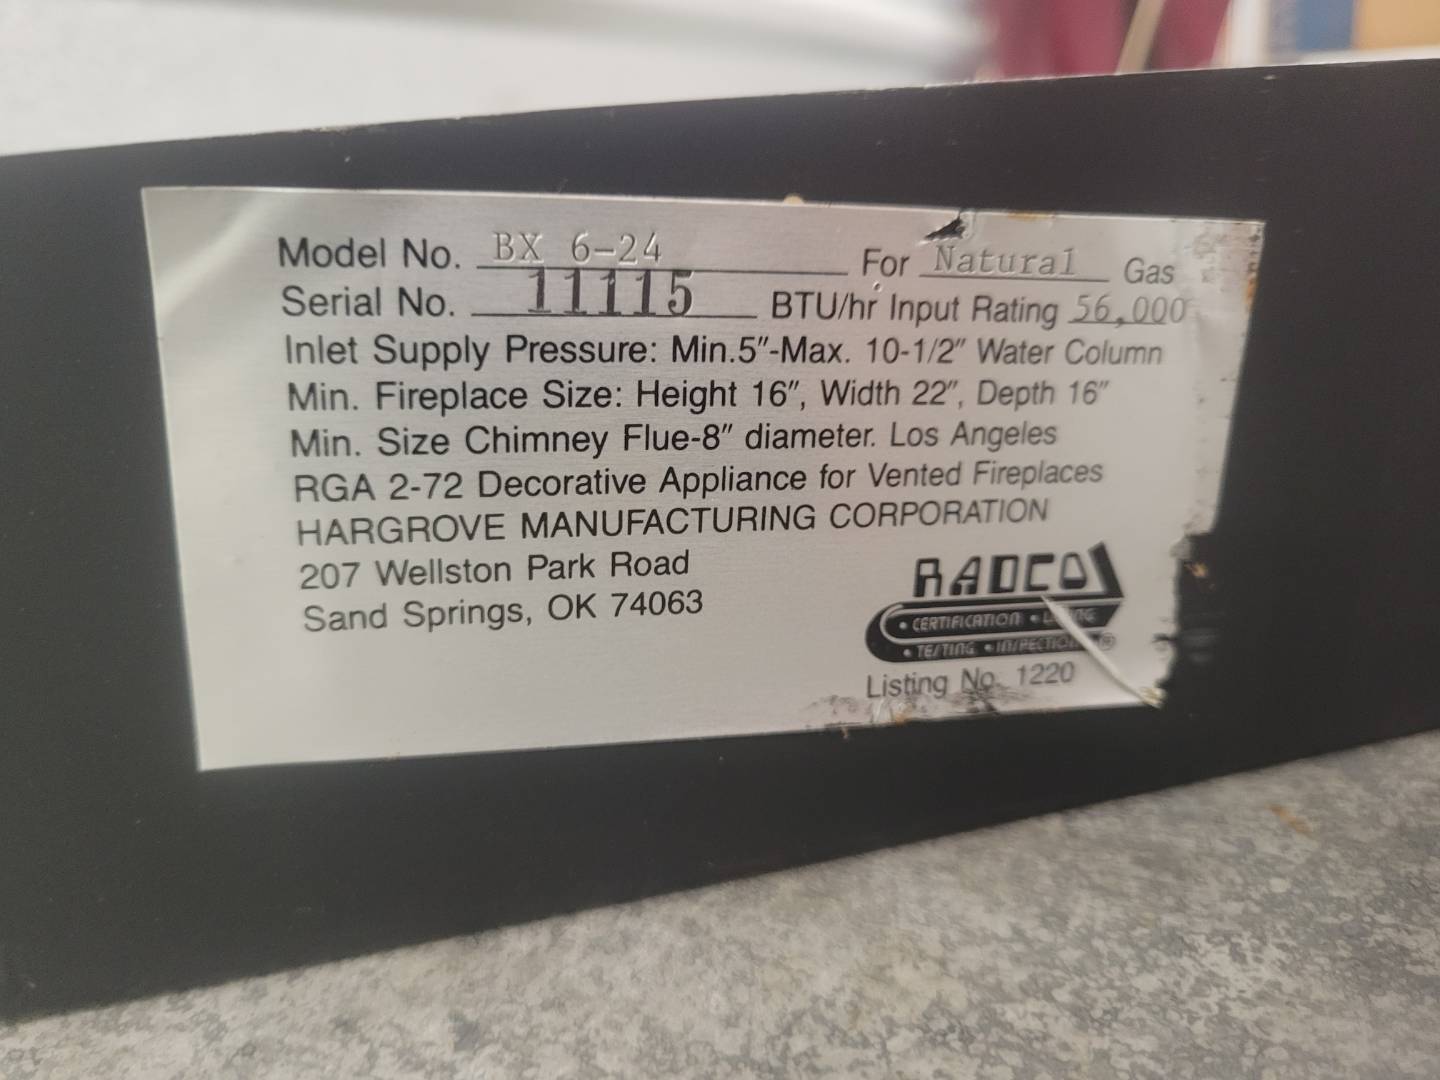 Model No. BX 6-24 For Natural Gas
Serial No. 11115 BTU/hr Input Rating 56,000
Inlet Supply Pressure: Min.5"-Max. 10-1/2" Water Column
Min. Fireplace Size: Height 16", Width 22", Depth 16"
Min. Size Chimney Flue-8" diameter. Los Angeles
RGA 2-72 Decorative Appliance for Vented Fireplaces
HARGROVE MANUFACTURING CORPORATION
207 Wellston Park Road
Sand Springs, OK 74063
RADCO
• CERTIFICATION •
• TESTING • INSPECTION ®
Listing No. 1220